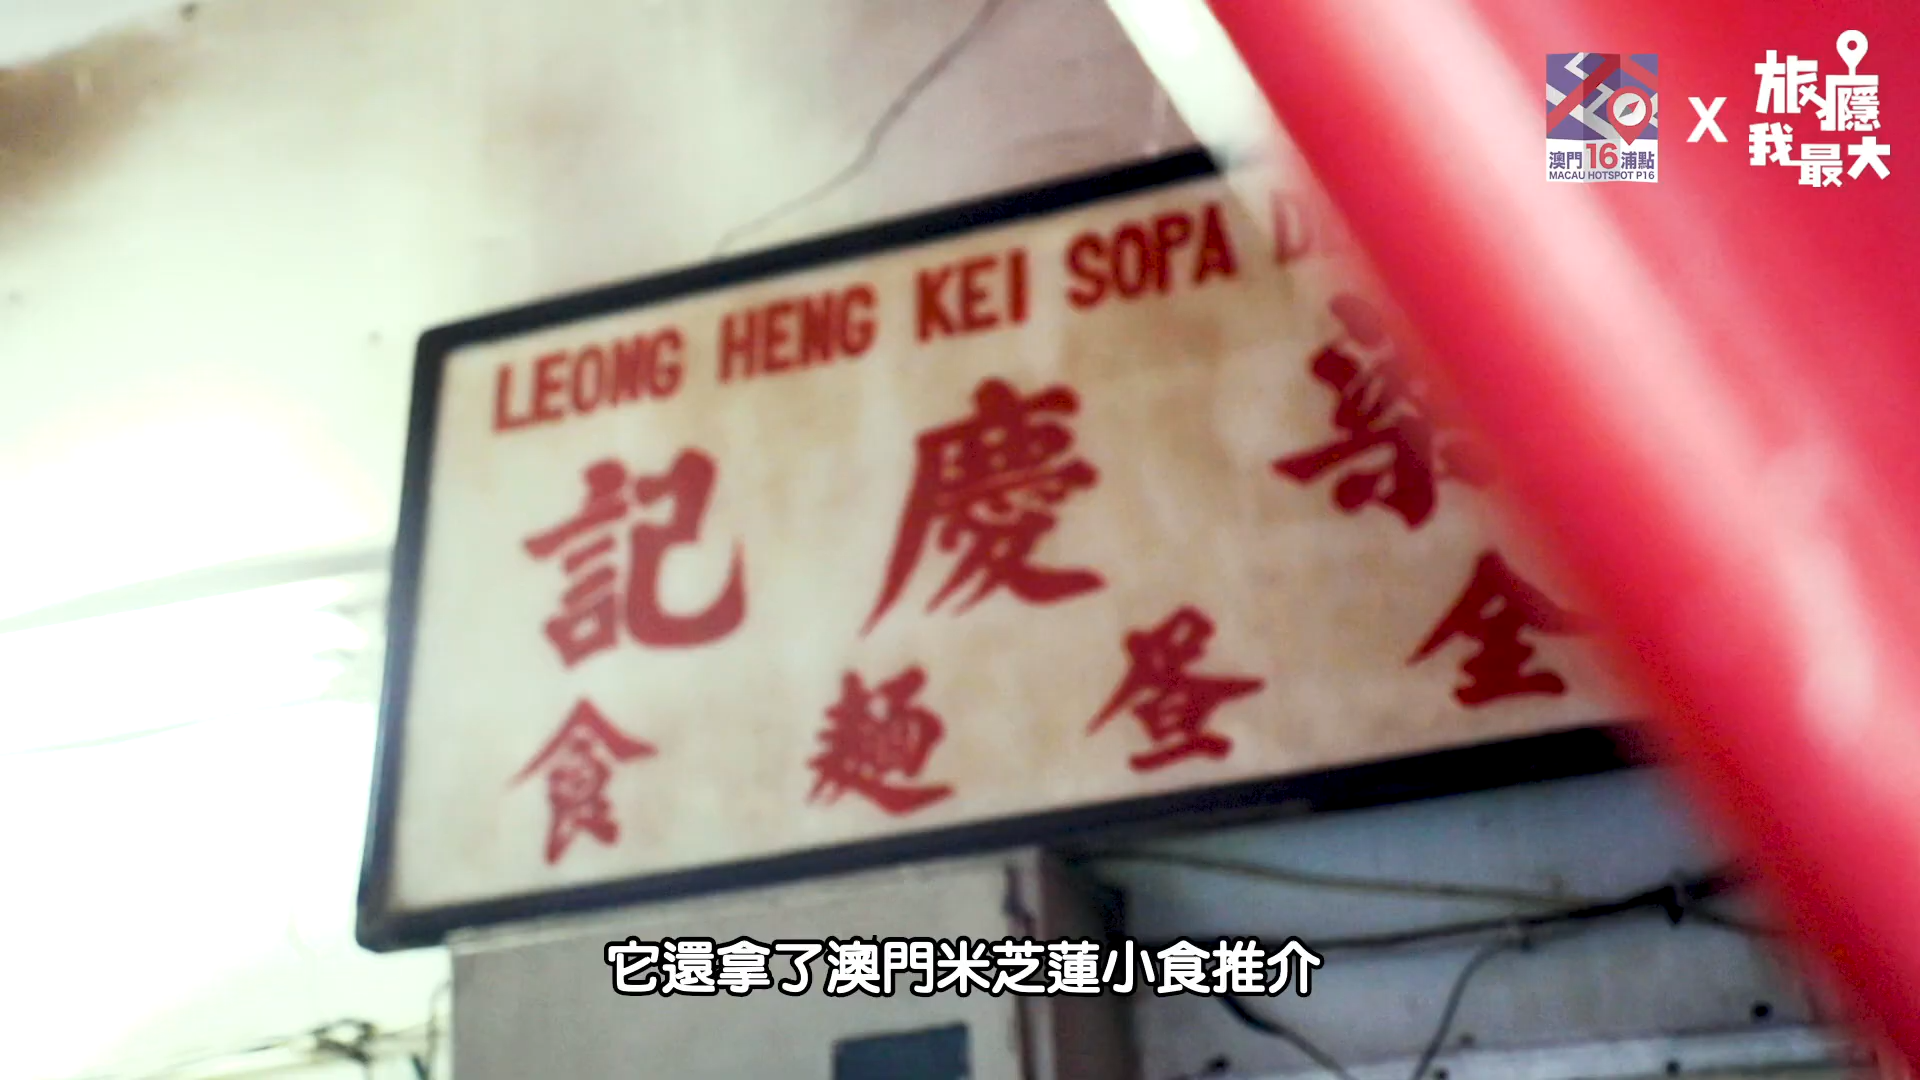 澳門16浦點
MACAU HOTSPOT P16
X
旅癮
我最大
LEONG HENG KEI SOPA
記慶
食麵蛋全
它還拿了澳門米芝蓮小食推介